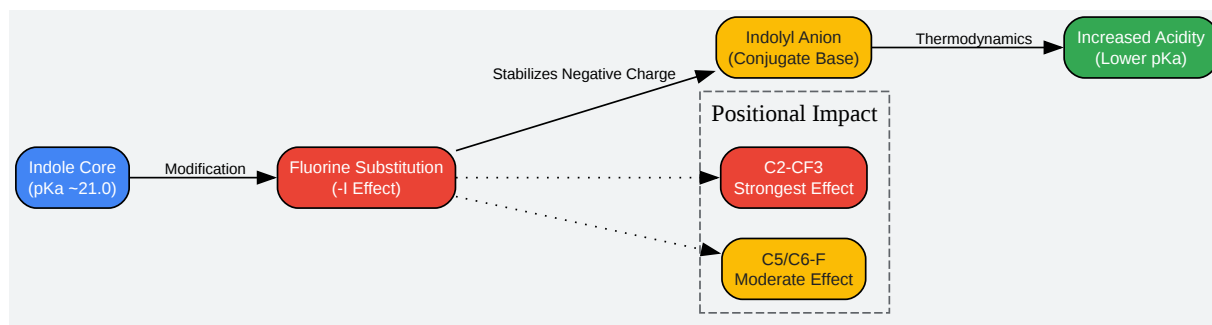 Indole Core
(pKa ~21.0)
Modification
Fluorine Substitution
(-I Effect)
Stabilizes Negative Charge
Indolyl Anion
(Conjugate Base)
Thermodynamics
Increased Acidity
(Lower pKa)
Positional Impact
C2-CF3
Strongest Effect
C5/C6-F
Moderate Effect